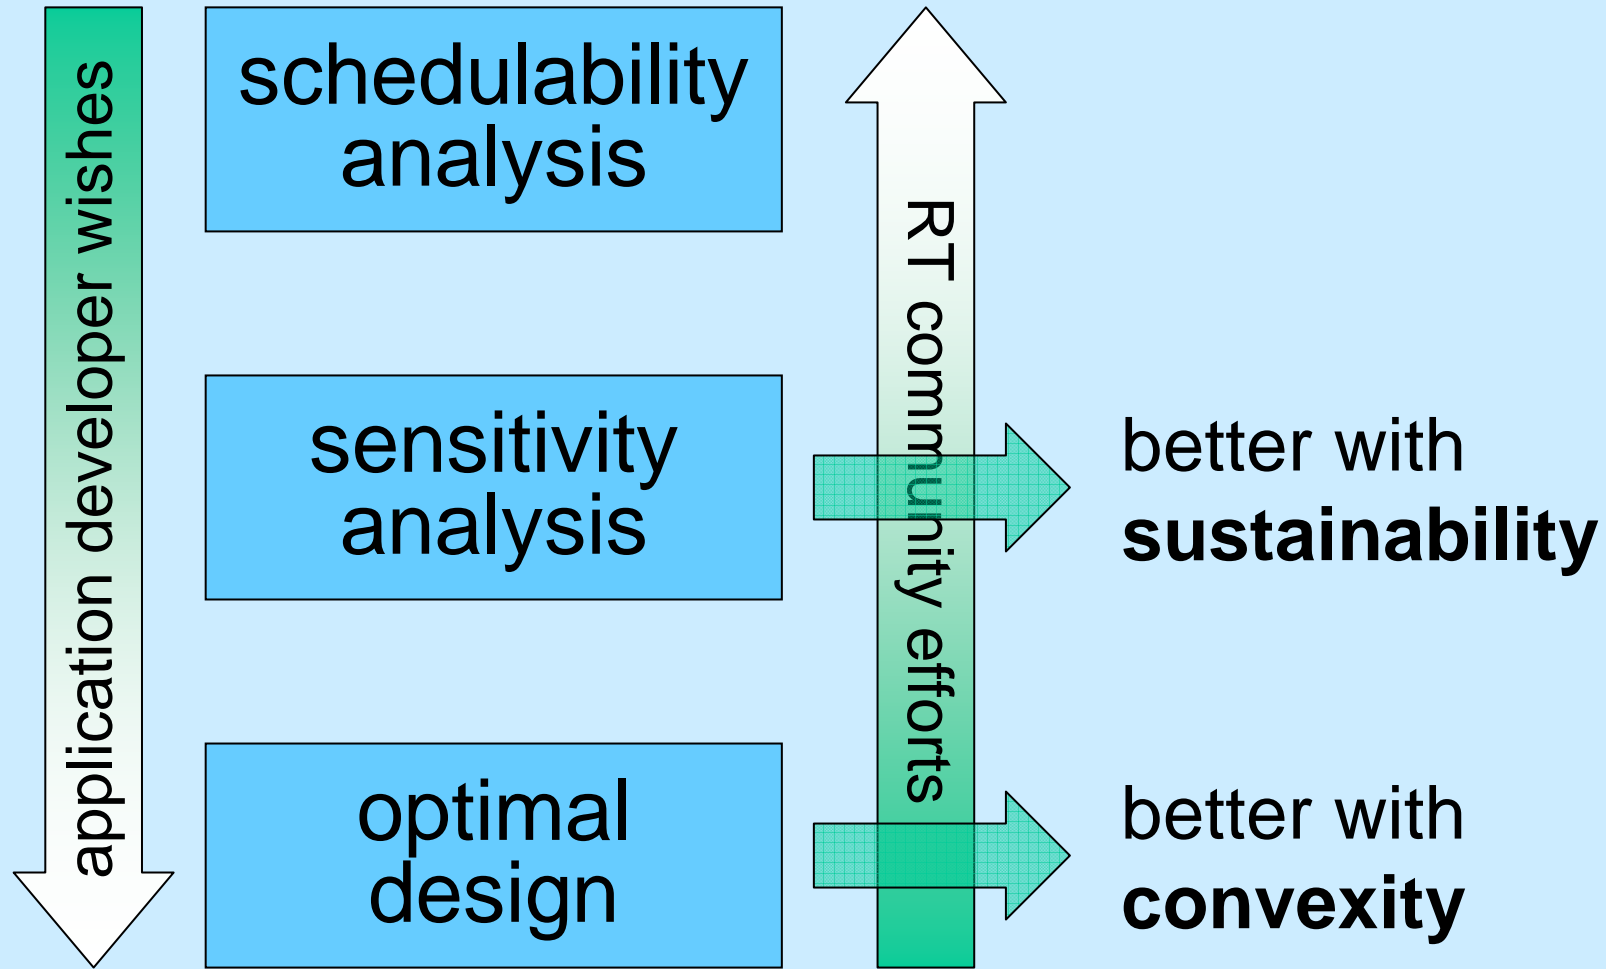 application developer wishes
schedulability
analysis
RT community efforts
sensitivity
analysis
better with
sustainability
optimal
design
better with
convexity